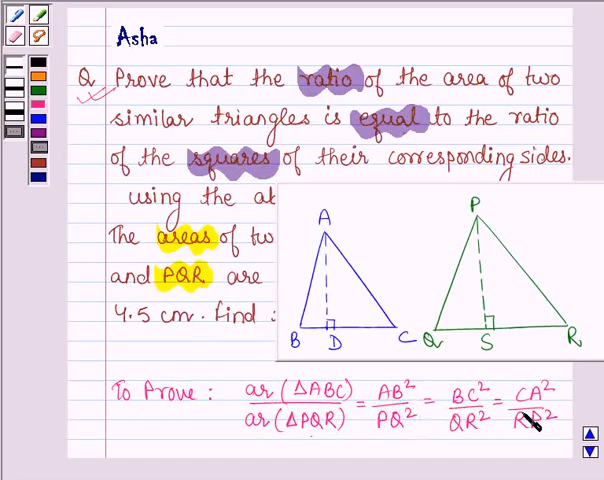 Asha
Q Prove that the ratio of the area of two
similar triangles is equal to the ratio
of the squares of their corresponding sides.
using the a
The areas of tw
and PQR are
4.5 cm. find
A
B D C
P
Q S R
To Prove : ar (ΔABC) / ar (ΔPQR) = AB² / PQ² = BC² / QR² = CA² / RP²